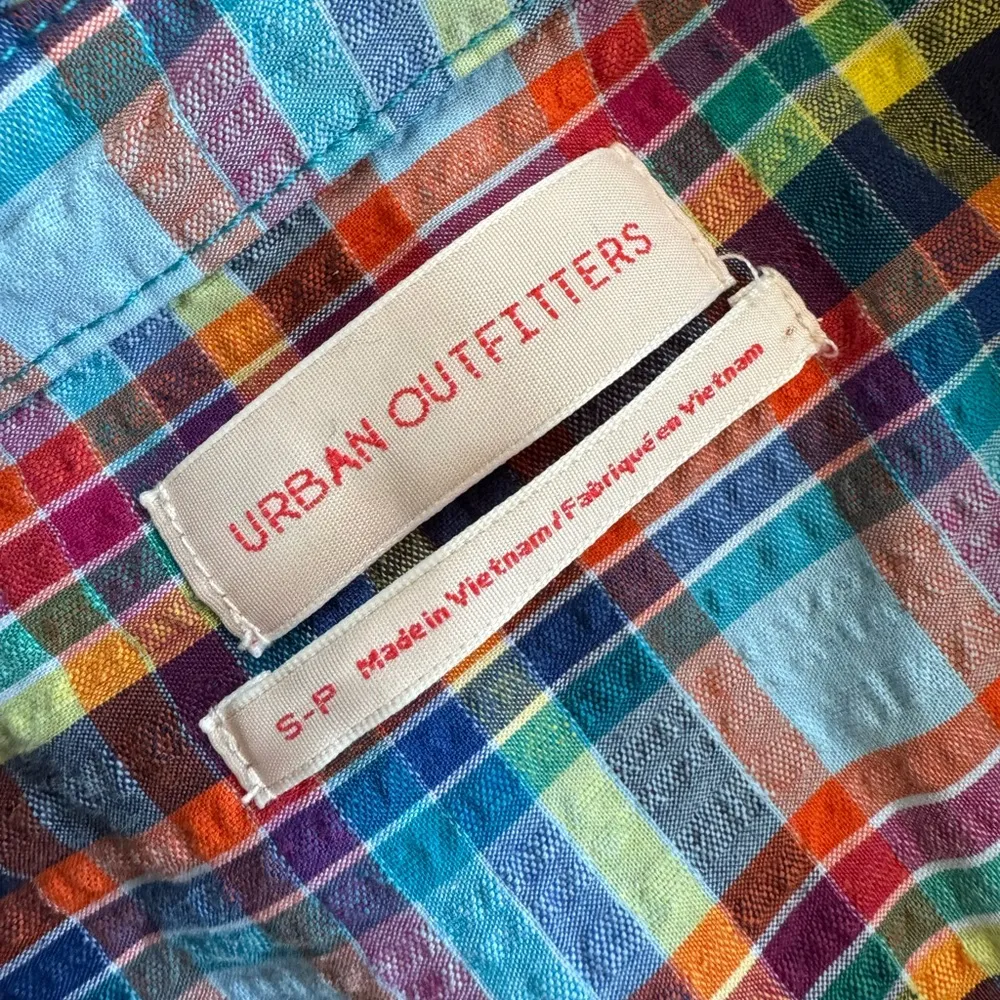 URBAN OUTFITTERS
S-P Made in Vietnam / Fabriqué en Vietnam